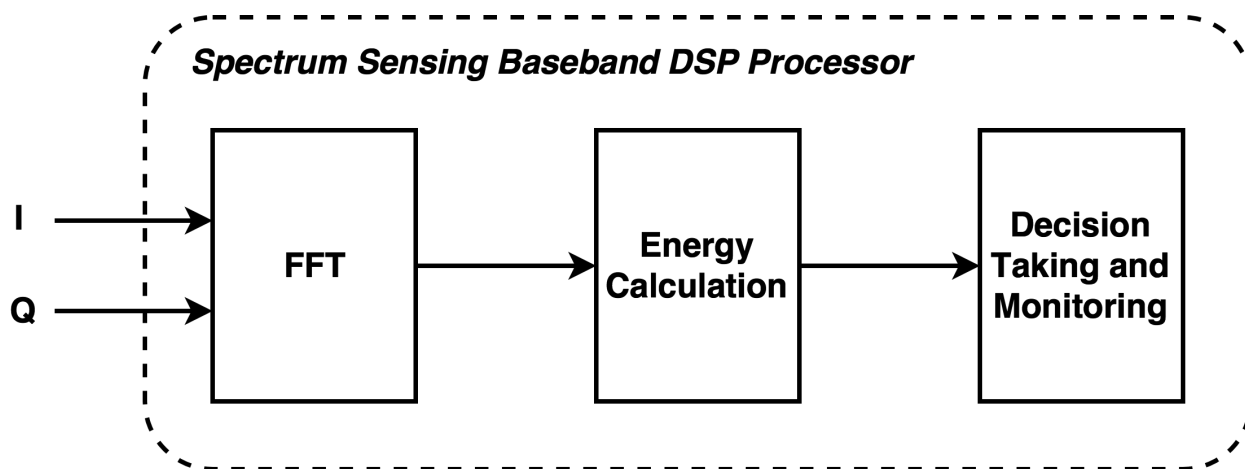 Spectrum Sensing Baseband DSP Processor
I
Q
FFT
Energy
Calculation
Decision
Taking and
Monitoring